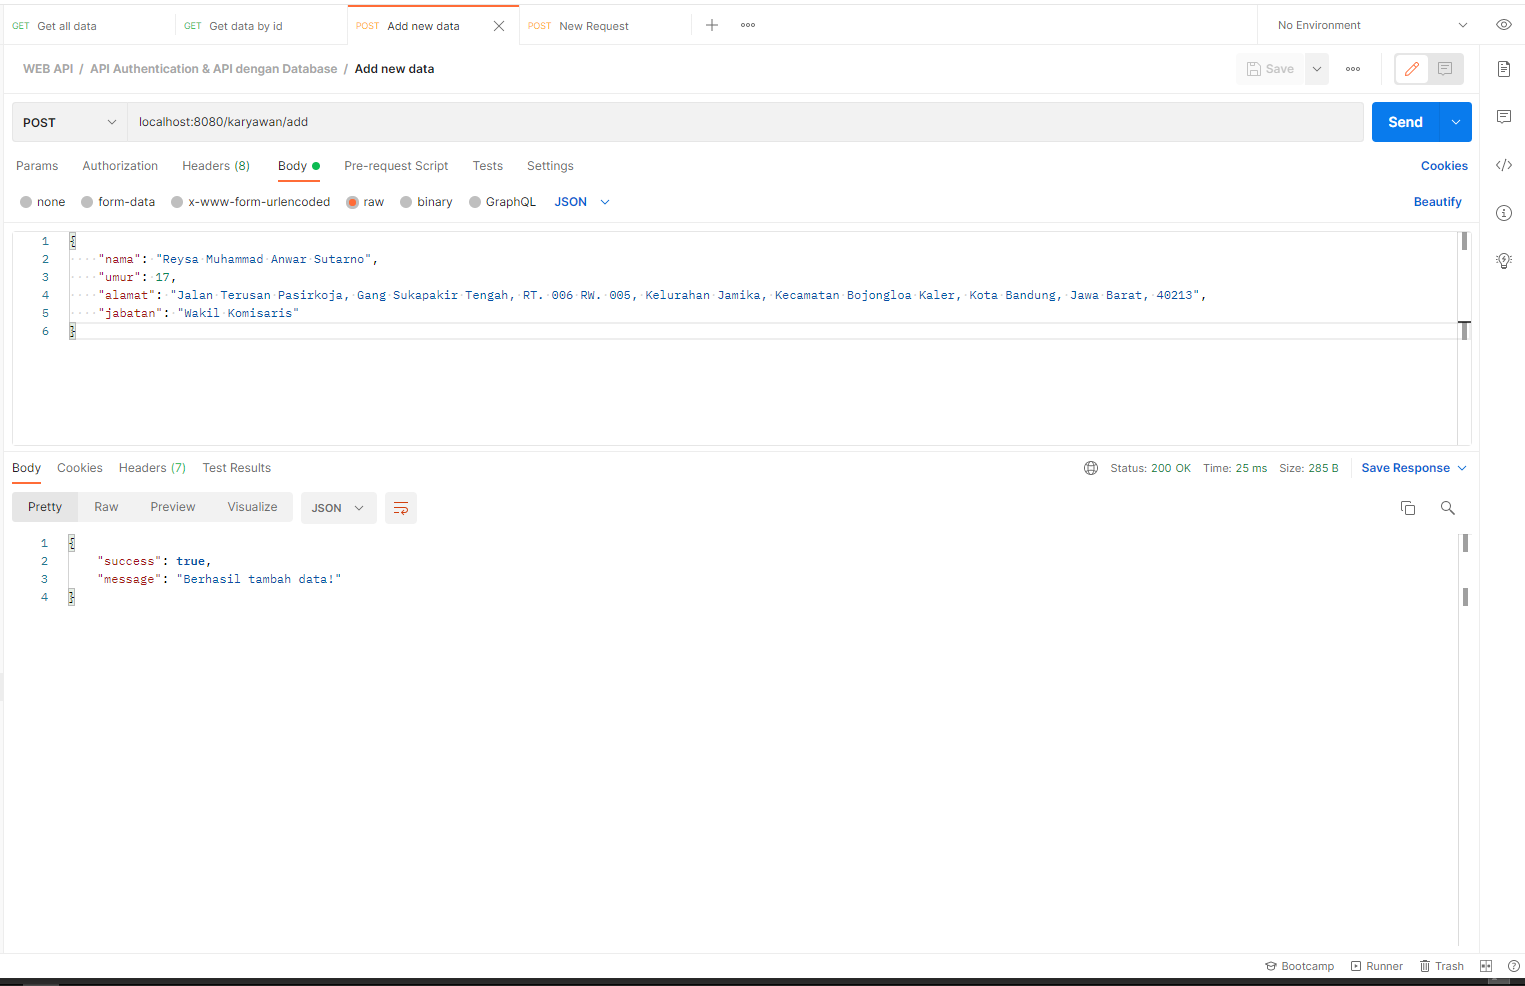 GET Get all data GET Get data by id POST Add new data POST New Request No Environment
WEB API / API Authentication & API dengan Database / Add new data Save
POST localhost:8080/karyawan/add Send
Params Authorization Headers (8) Body Pre-request Script Tests Settings Cookies
none form-data x-www-form-urlencoded raw binary GraphQL JSON Beautify
1 {
2 "nama": "Reysa Muhammad Anwar Sutarno",
3 "umur": 17,
4 "alamat": "Jalan Terusan Pasirkoja, Gang Sukapakir Tengah, RT. 006 RW. 005, Kelurahan Jamika, Kecamatan Bojongloa Kaler, Kota Bandung, Jawa Barat, 40213",
5 "jabatan": "Wakil Komisaris"
6 }
Body Cookies Headers (7) Test Results Status: 200 OK Time: 25 ms Size: 285 B Save Response
Pretty Raw Preview Visualize JSON
1 {
2 "success": true,
3 "message": "Berhasil tambah data!"
4 }
Bootcamp Runner Trash